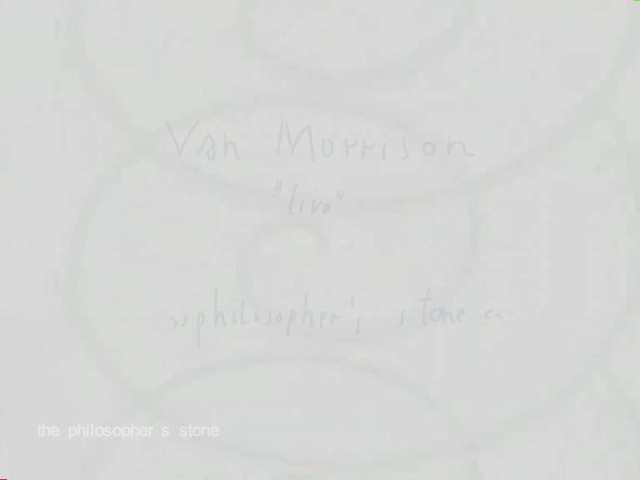 Van Morrison
"live"
»philosopher's stone«
the philosopher's stone